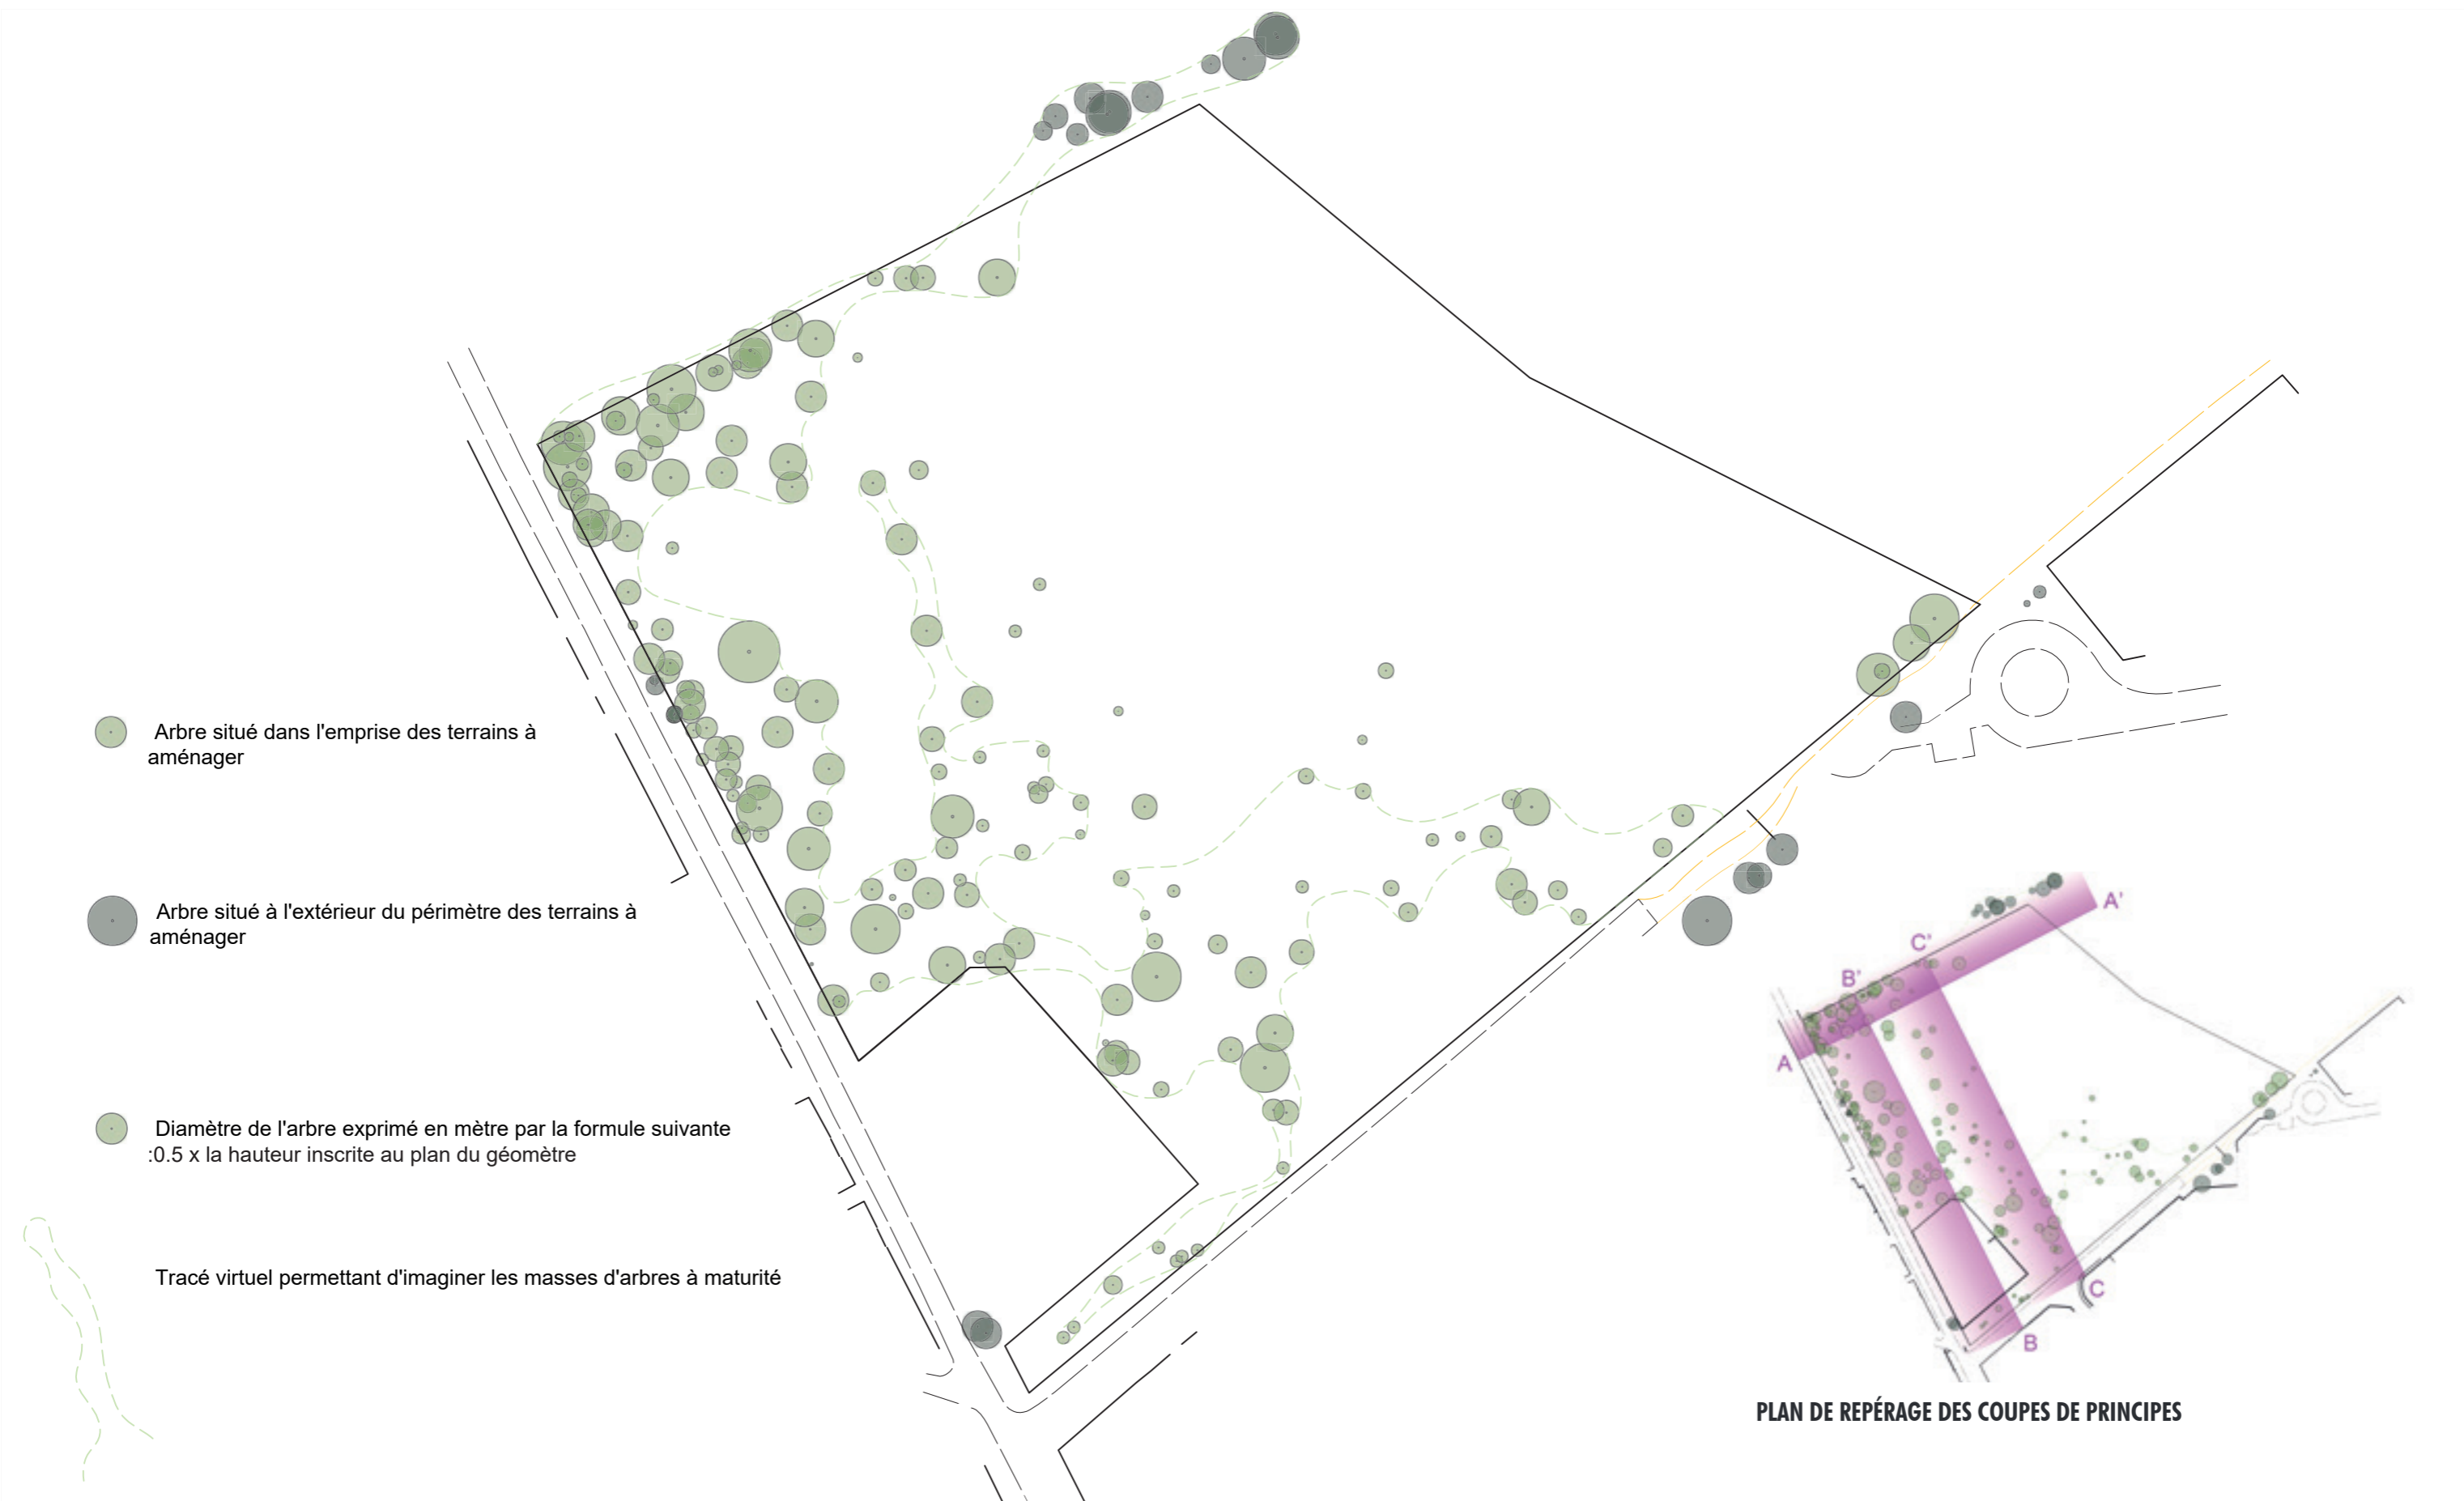 Arbre situé dans l'emprise des terrains à
aménager
Arbre situé à l'extérieur du périmètre des terrains à
aménager
Diamètre de l'arbre exprimé en mètre par la formule suivante
:0.5 x la hauteur inscrite au plan du géomètre
Tracé virtuel permettant d'imaginer les masses d'arbres à maturité
A'
C'
B'
A
C
B
PLAN DE REPÉRAGE DES COUPES DE PRINCIPES